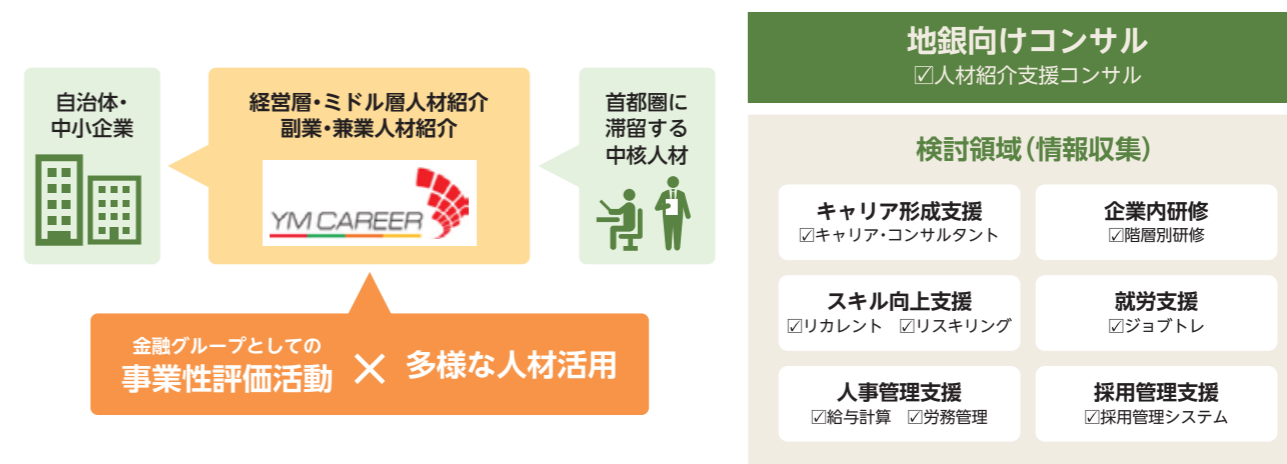 自治体・
中小企業
経営層・ミドル層人材紹介
副業・兼業人材紹介
YM CAREER
首都圏に
滞留する
中核人材
金融グループとしての
事業性評価活動
×
多様な人材活用
地銀向けコンサル
☑人材紹介支援コンサル
検討領域(情報収集)
キャリア形成支援
☑キャリア・コンサルタント
企業内研修
☑階層別研修
スキル向上支援
☑リカレント ☑リスキリング
就労支援
☑ジョブトレ
人事管理支援
☑給与計算 ☑労務管理
採用管理支援
☑採用管理システム